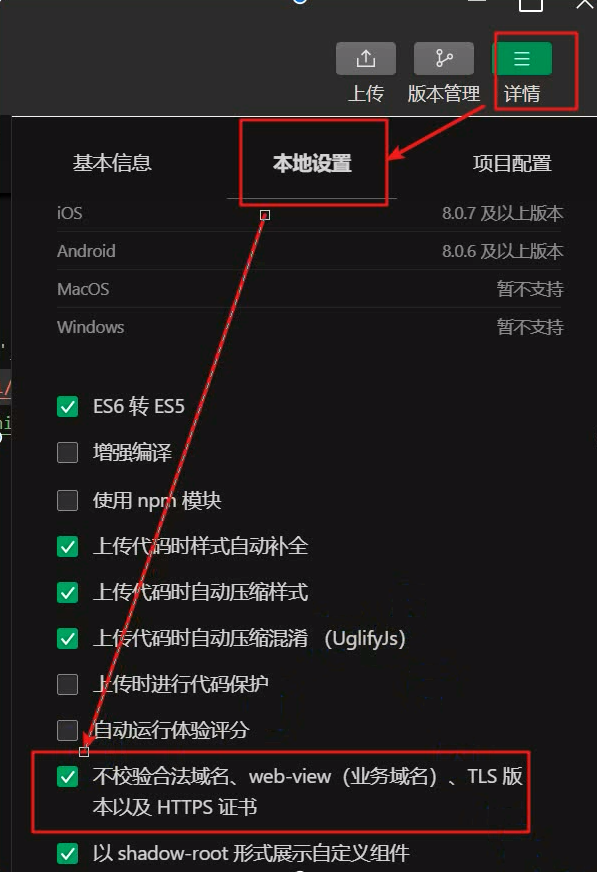 上传 版本管理 详情
基本信息 本地设置 项目配置
iOS 8.0.7 及以上版本
Android 8.0.6 及以上版本
MacOS 暂不支持
Windows 暂不支持
ES6 转 ES5
增强编译
使用 npm 模块
上传代码时样式自动补全
上传代码时自动压缩样式
上传代码时自动压缩混淆 （UglifyJs）
上传时进行代码保护
自动运行体验评分
不校验合法域名、web-view（业务域名）、TLS 版
本以及 HTTPS 证书
以 shadow-root 形式展示自定义组件